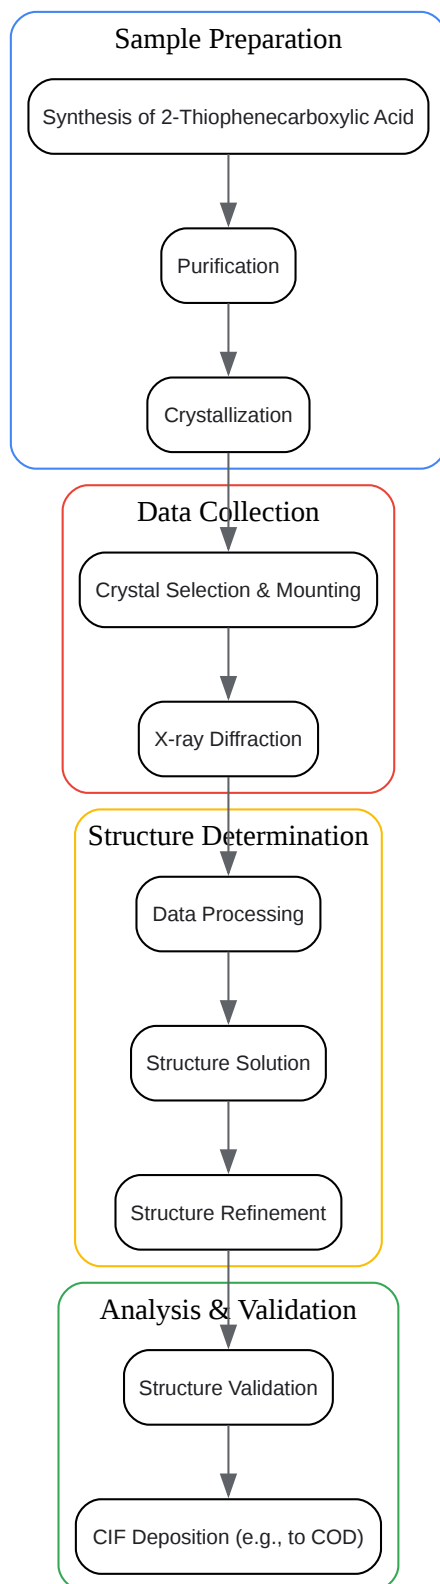 Sample Preparation
Synthesis of 2-Thiophenecarboxylic Acid
Purification
Crystallization
Data Collection
Crystal Selection & Mounting
X-ray Diffraction
Structure Determination
Data Processing
Structure Solution
Structure Refinement
Analysis & Validation
Structure Validation
CIF Deposition (e.g., to COD)